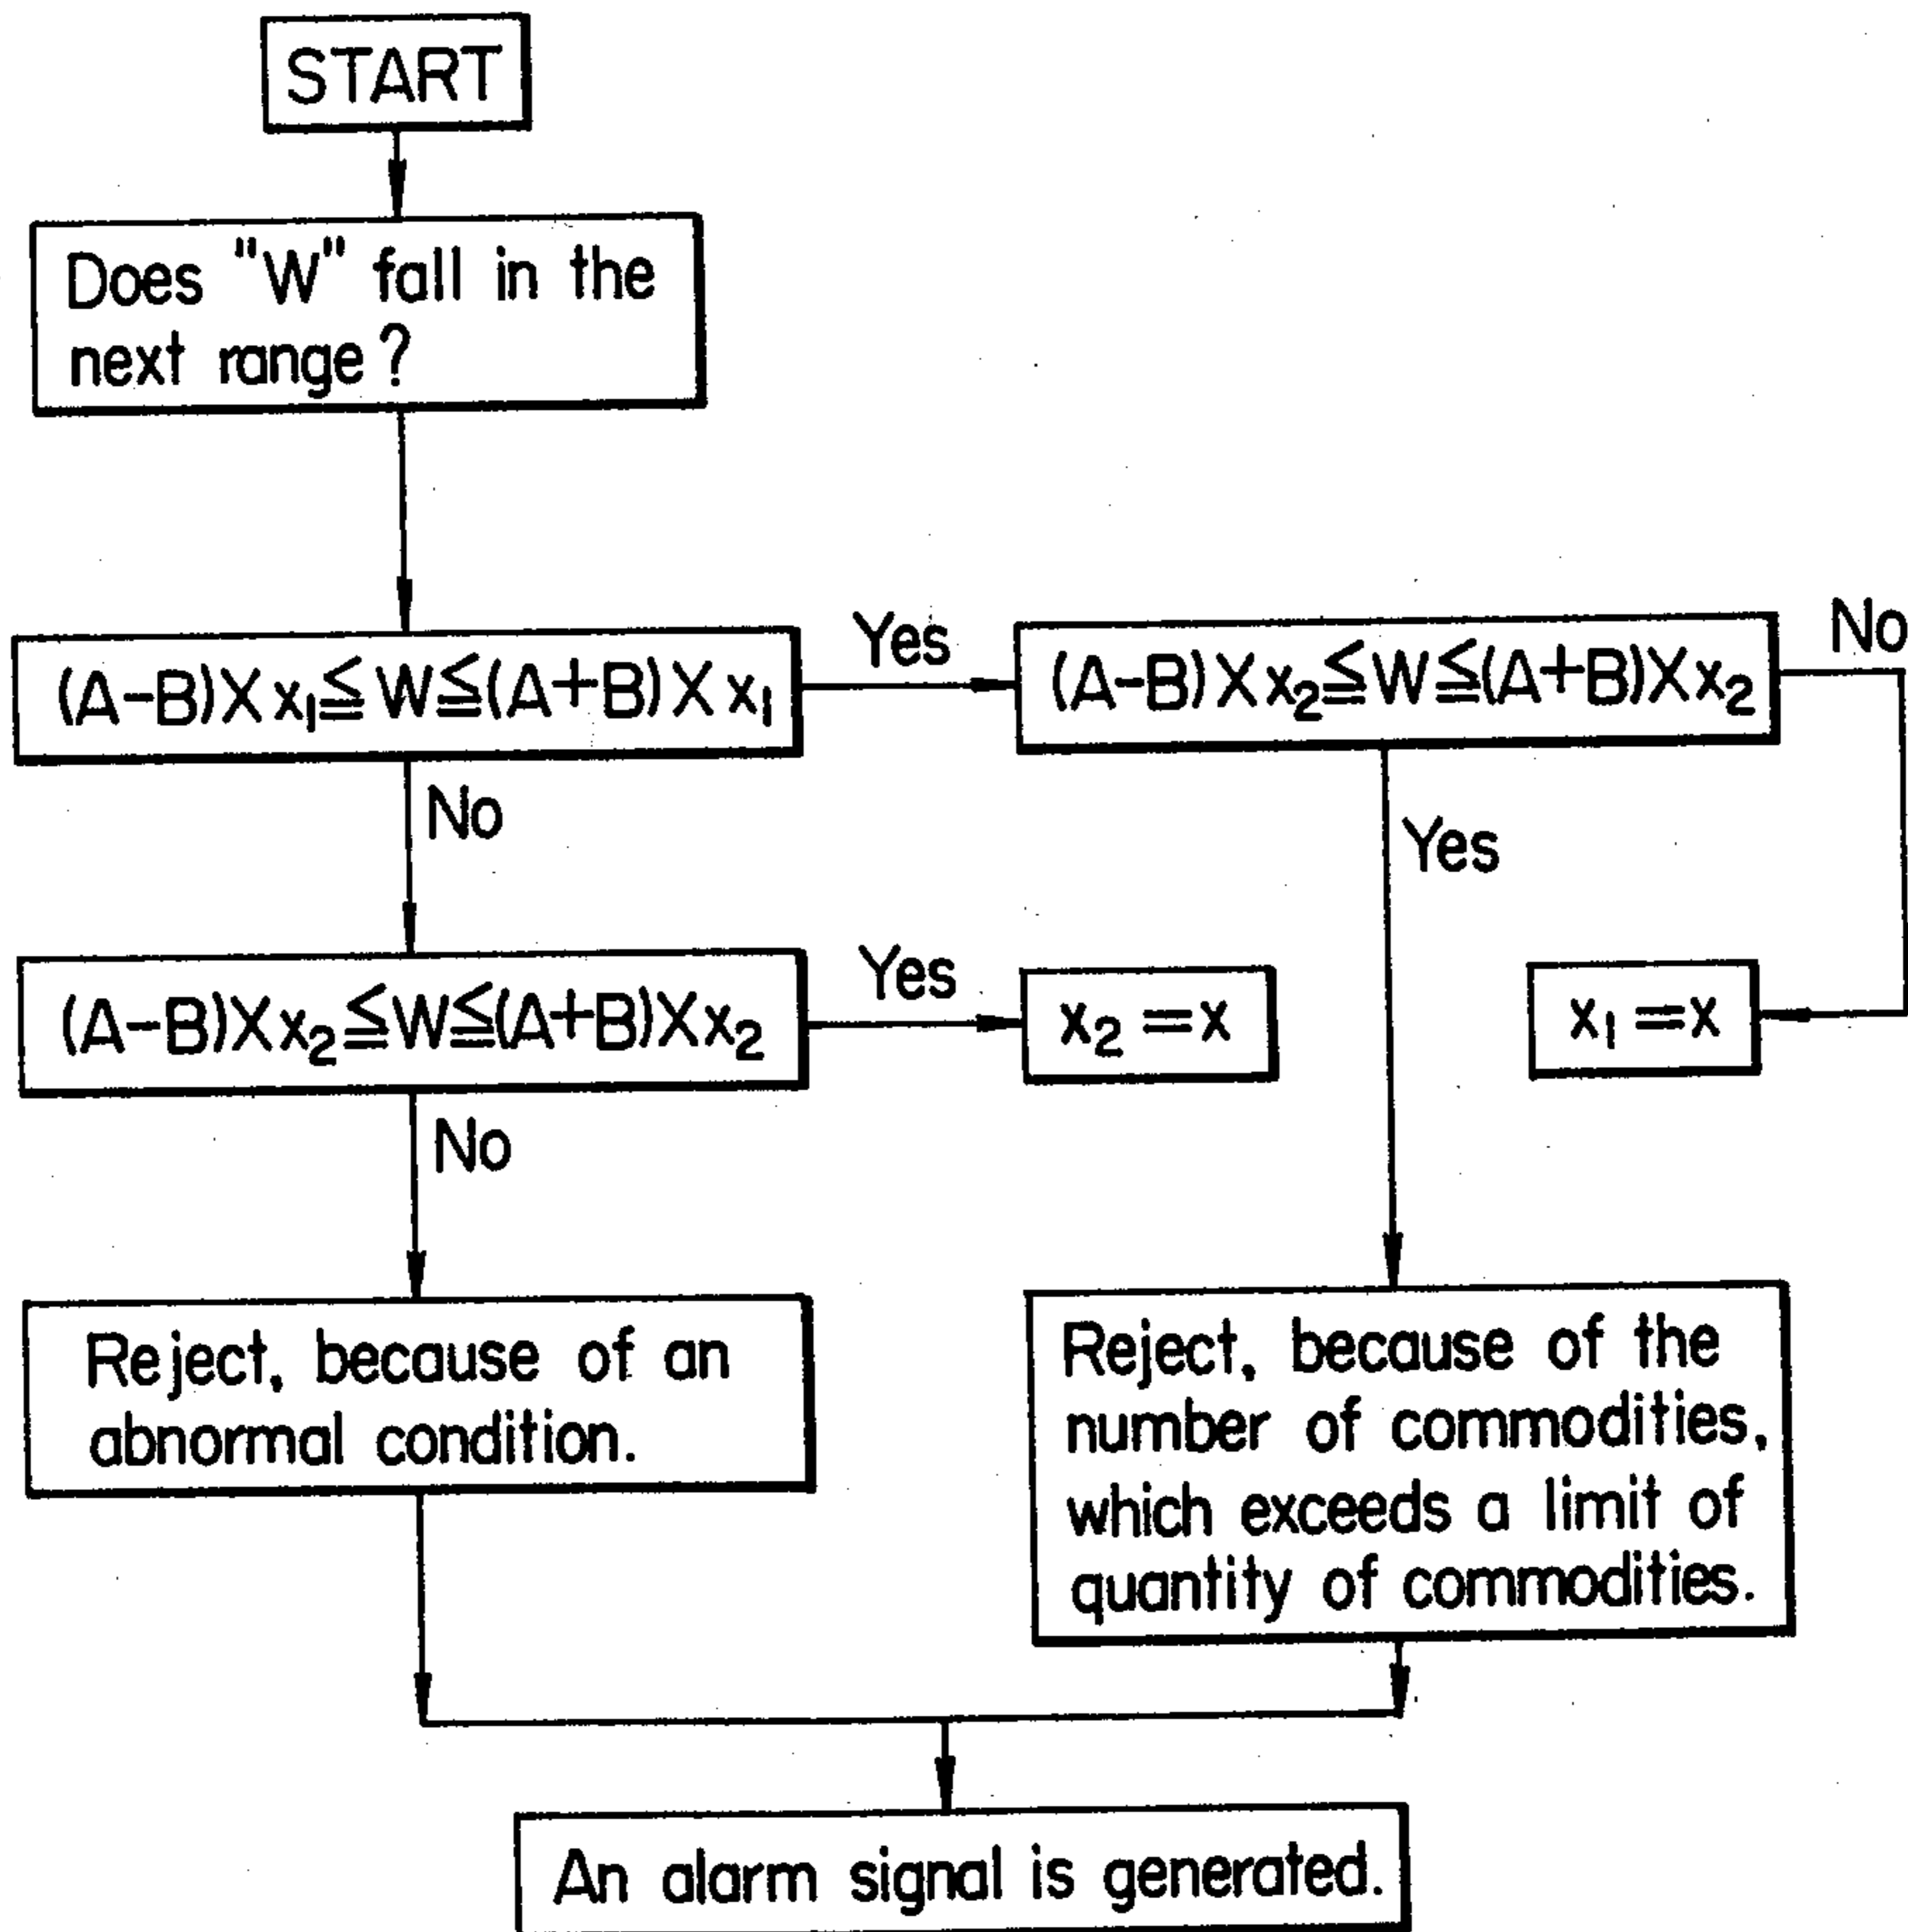 START
Does "W" fall in the
next range?
(A-B)X x₁≦ W≦(A+B)X x₁
Yes
(A-B)Xx₂≦W≦(A+B)Xx₂
No
No
Yes
(A-B)Xx₂≦W≦(A+B)Xx₂
Yes
x₂ =x
x₁ =x
No
Reject, because of an
abnormal condition.
Reject, because of the
number of commodities,
which exceeds a limit of
quantity of commodities.
An alarm signal is generated.